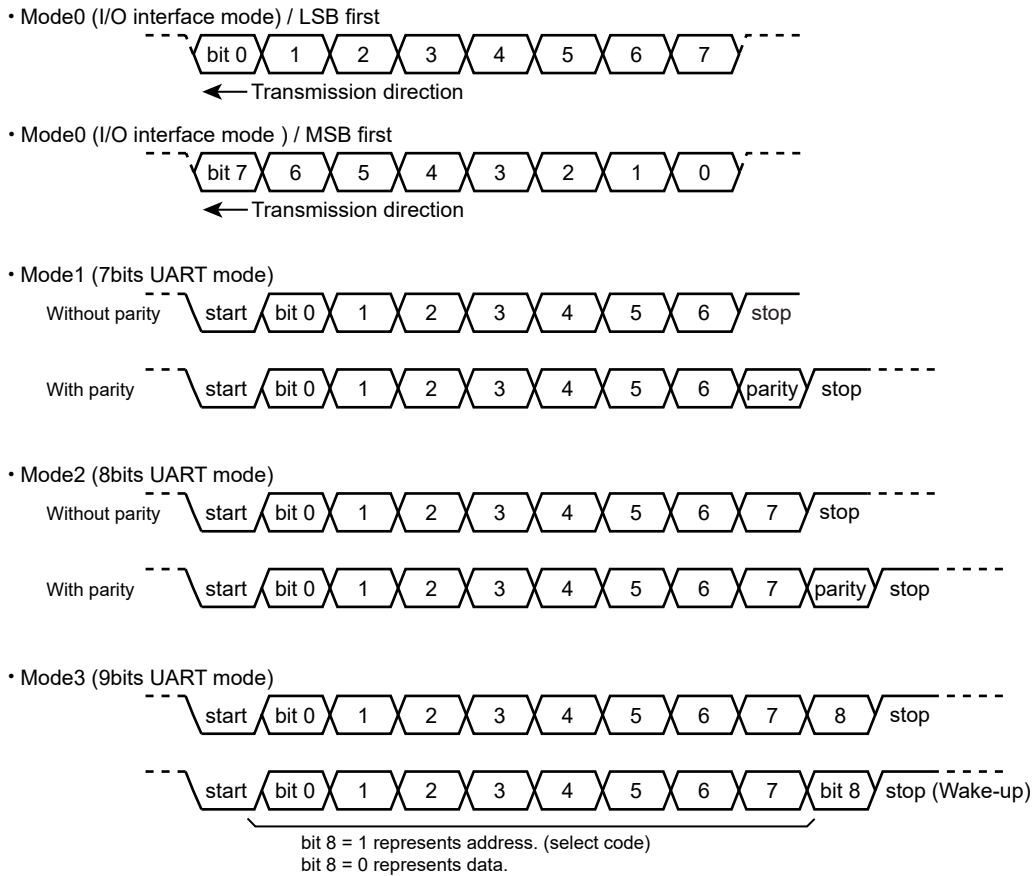 ・Mode0 (I/O interface mode) / LSB first
bit 0 1 2 3 4 5 6 7
Transmission direction
・Mode0 (I/O interface mode ) / MSB first
bit 7 6 5 4 3 2 1 0
Transmission direction
・Mode1 (7bits UART mode)
Without parity start bit 0 1 2 3 4 5 6 stop
With parity start bit 0 1 2 3 4 5 6 parity stop
・Mode2 (8bits UART mode)
Without parity start bit 0 1 2 3 4 5 6 7 stop
With parity start bit 0 1 2 3 4 5 6 7 parity stop
・Mode3 (9bits UART mode)
start bit 0 1 2 3 4 5 6 7 8 stop
start bit 0 1 2 3 4 5 6 7 bit 8 stop (Wake-up)
bit 8 = 1 represents address. (select code)
bit 8 = 0 represents data.